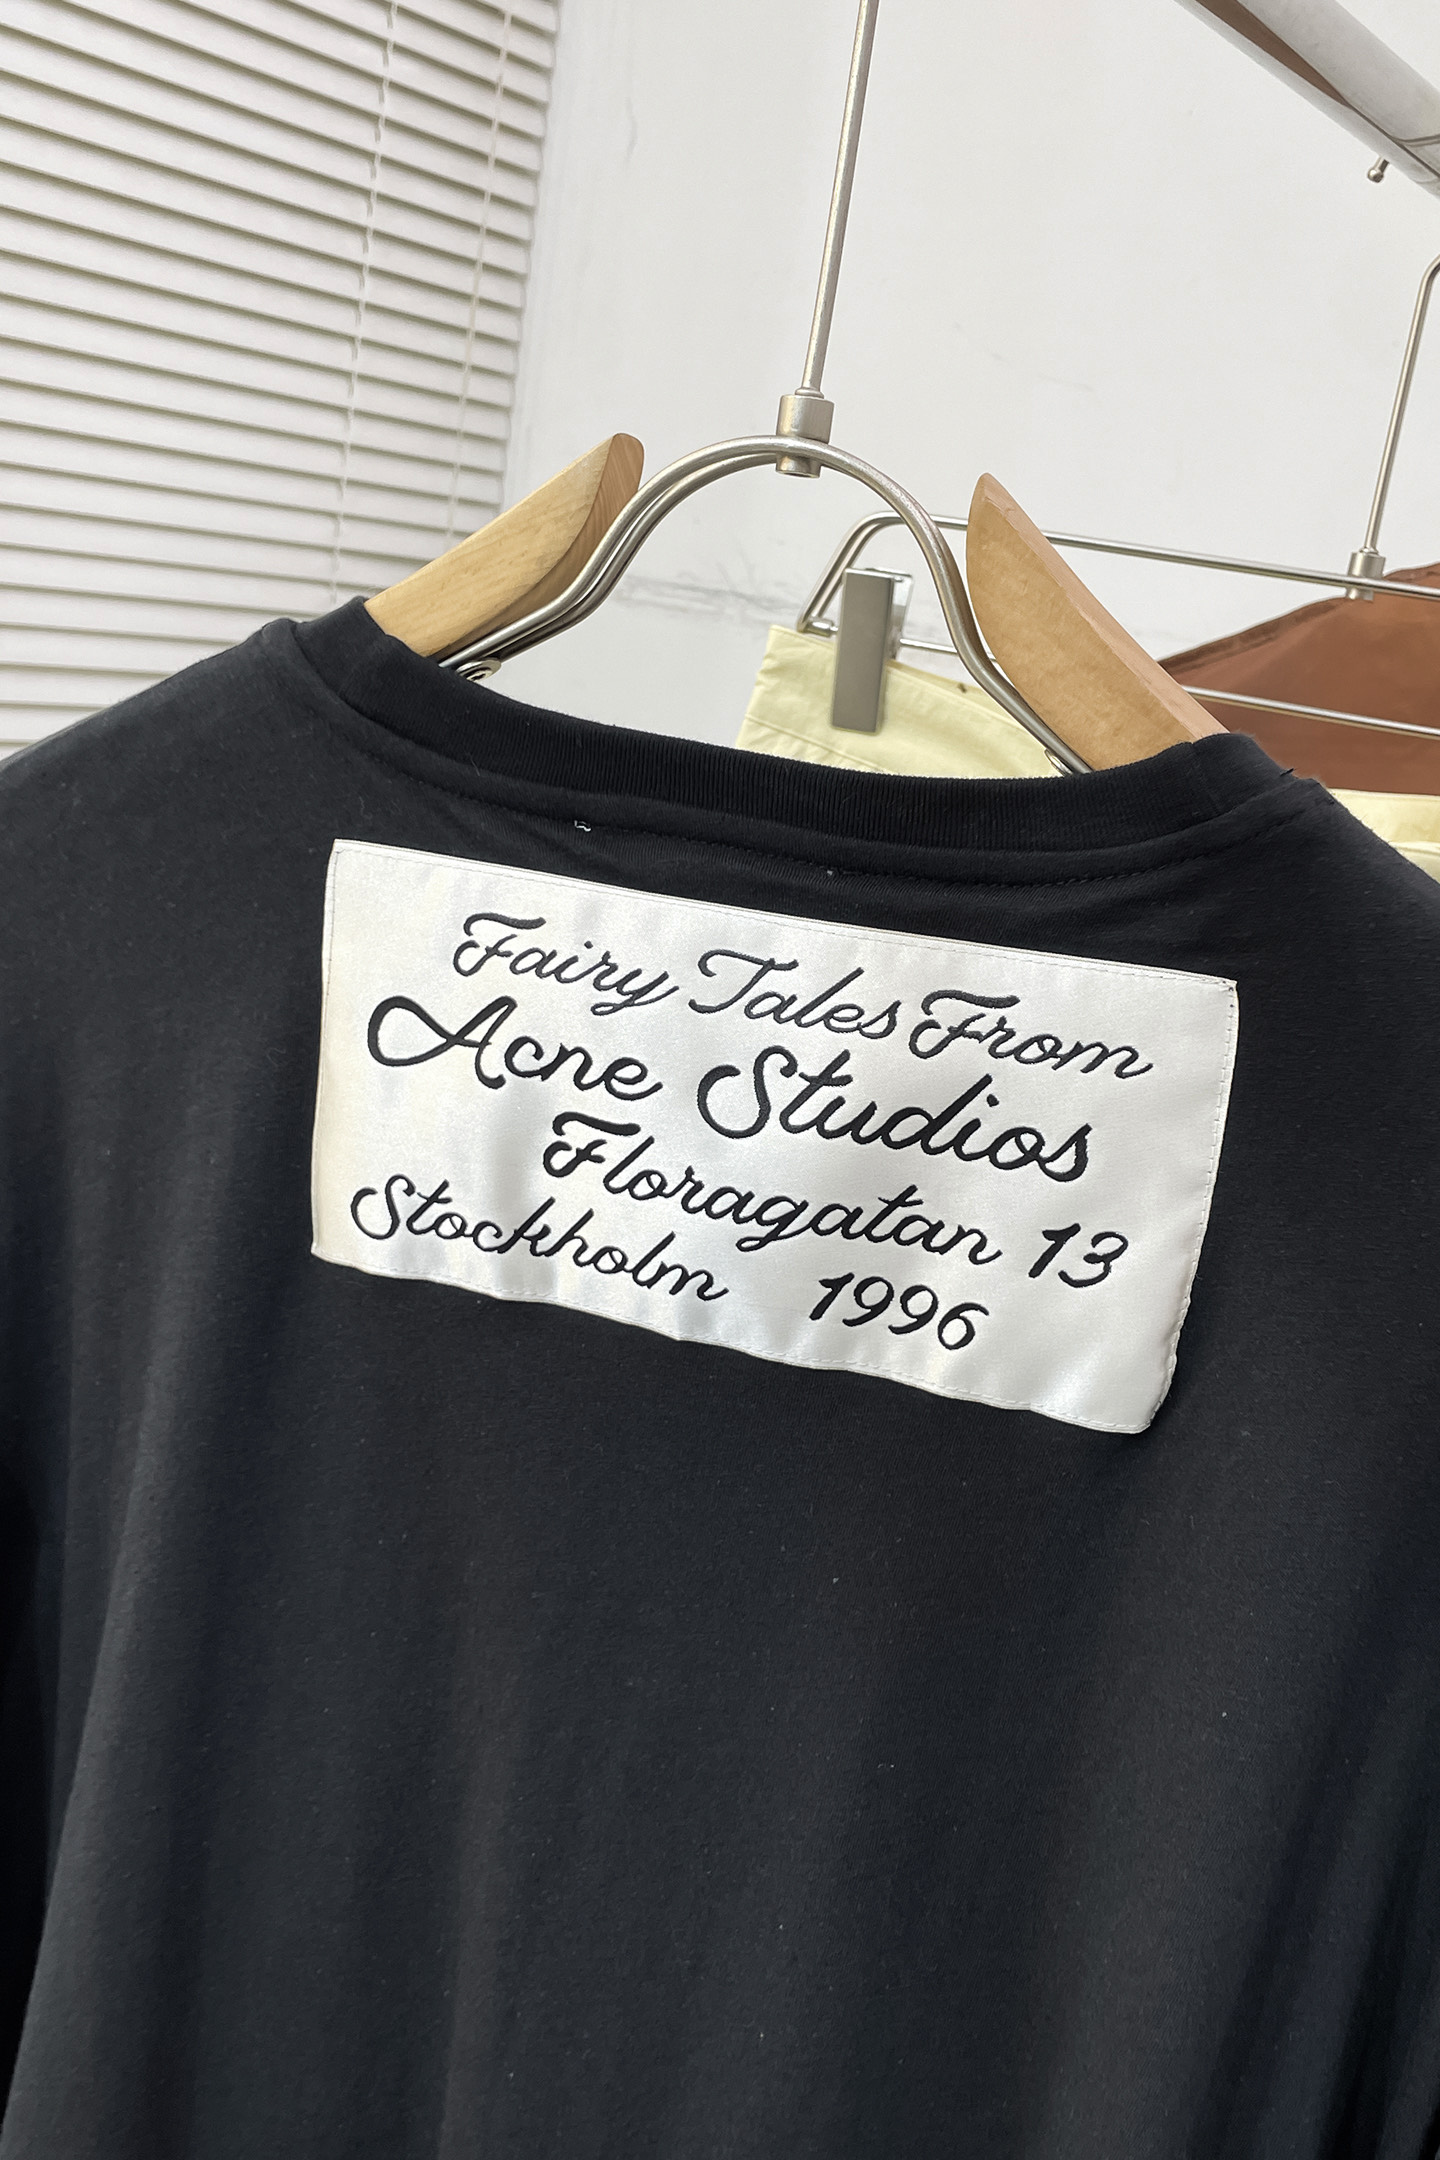 Fairy Tales From
Acne Studios
Floragatan 13
Stockholm 1996